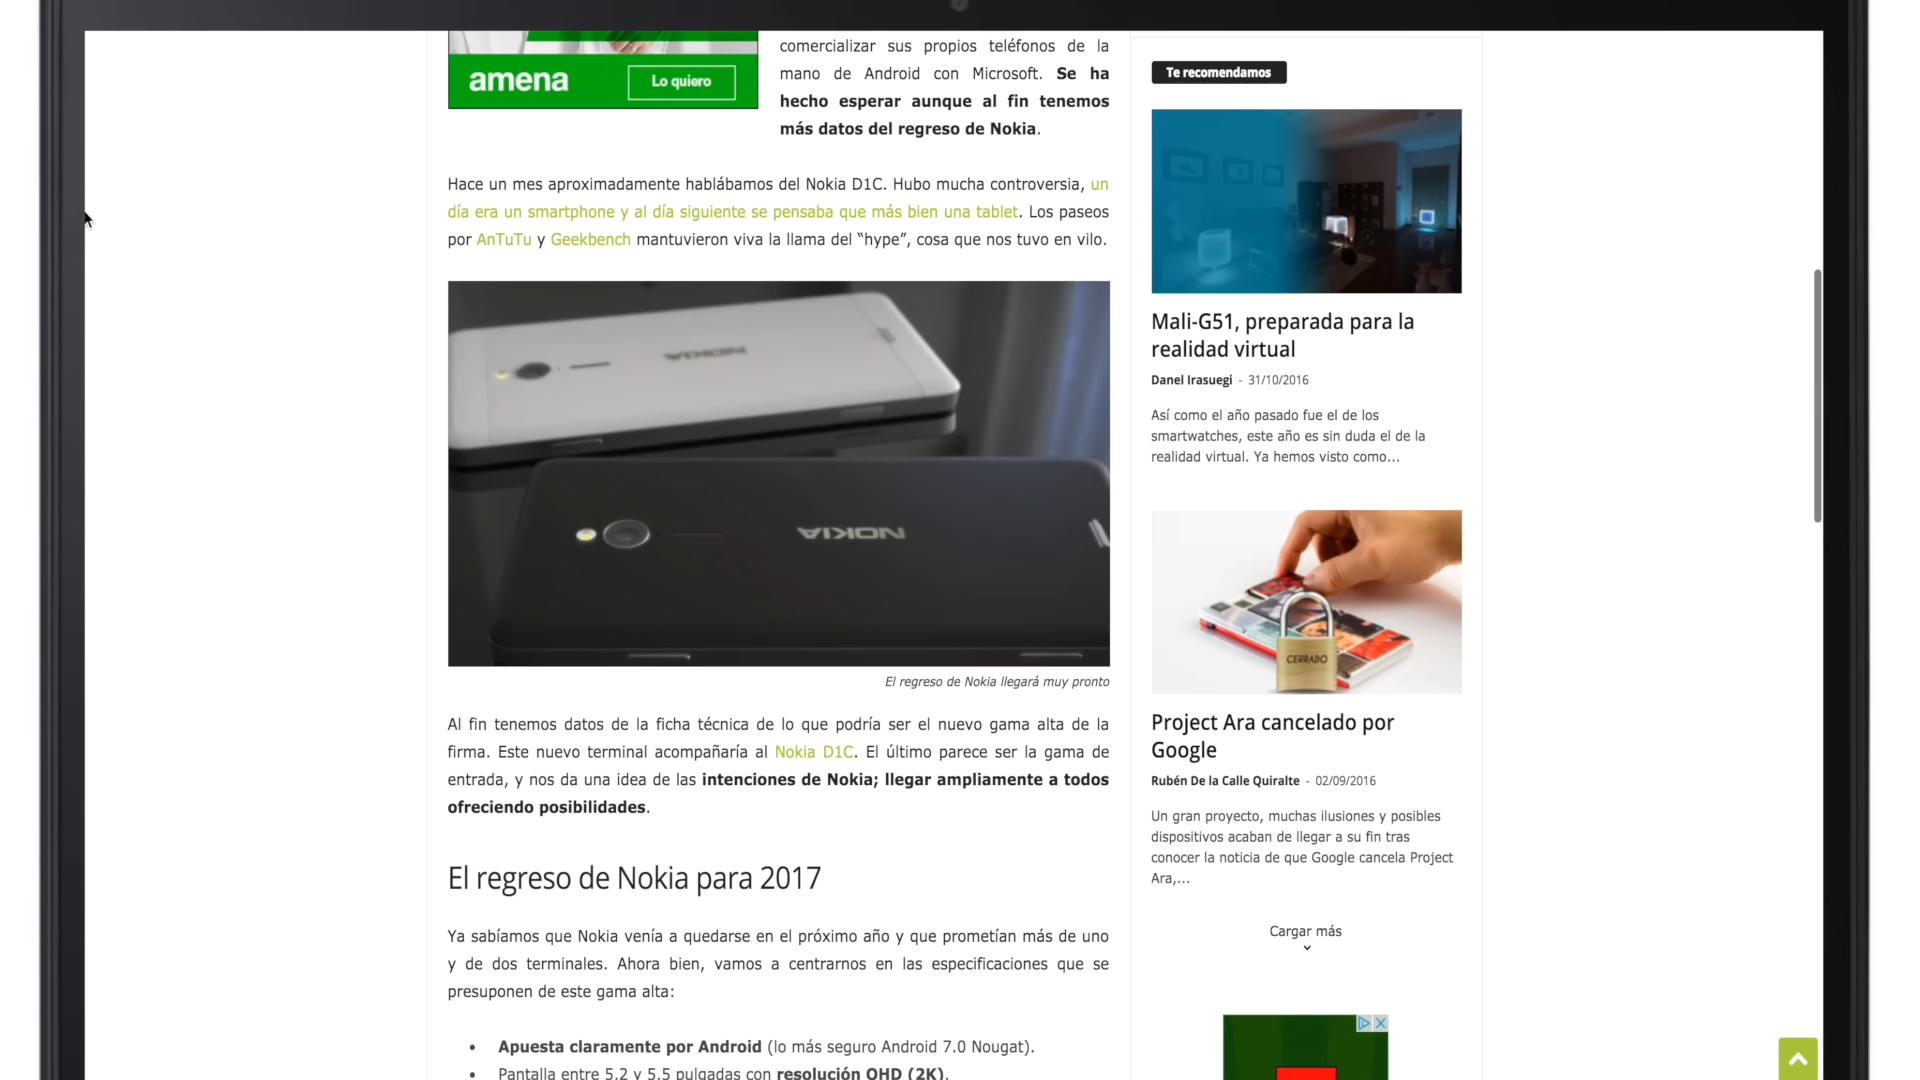 amena
Lo quiero
comercializar sus propios teléfonos de la
mano de Android con Microsoft. Se ha
hecho esperar aunque al fin tenemos
más datos del regreso de Nokia.
Hace un mes aproximadamente hablábamos del Nokia D1C. Hubo mucha controversia, un
día era un smartphone y al día siguiente se pensaba que más bien una tablet. Los paseos
por AnTuTu y Geekbench mantuvieron viva la llama del “hype”, cosa que nos tuvo en vilo.
NOKIA
NOKIA
El regreso de Nokia llegará muy pronto
Al fin tenemos datos de la ficha técnica de lo que podría ser el nuevo gama alta de la
firma. Este nuevo terminal acompañaría al Nokia D1C. El último parece ser la gama de
entrada, y nos da una idea de las intenciones de Nokia; llegar ampliamente a todos
ofreciendo posibilidades.
El regreso de Nokia para 2017
Ya sabíamos que Nokia venía a quedarse en el próximo año y que prometían más de uno
y de dos terminales. Ahora bien, vamos a centrarnos en las especificaciones que se
presuponen de este gama alta:
• Apuesta claramente por Android (lo más seguro Android 7.0 Nougat).
• Pantalla entre 5,2 y 5,5 pulgadas con resolución QHD (2K).
Te recomendamos
Mali-G51, preparada para la
realidad virtual
Danel Irasuegi - 31/10/2016
Así como el año pasado fue el de los
smartwatches, este año es sin duda el de la
realidad virtual. Ya hemos visto como...
CERRADO
Project Ara cancelado por
Google
Rubén De la Calle Quiralte - 02/09/2016
Un gran proyecto, muchas ilusiones y posibles
dispositivos acaban de llegar a su fin tras
conocer la noticia de que Google cancela Project
Ara,...
Cargar más